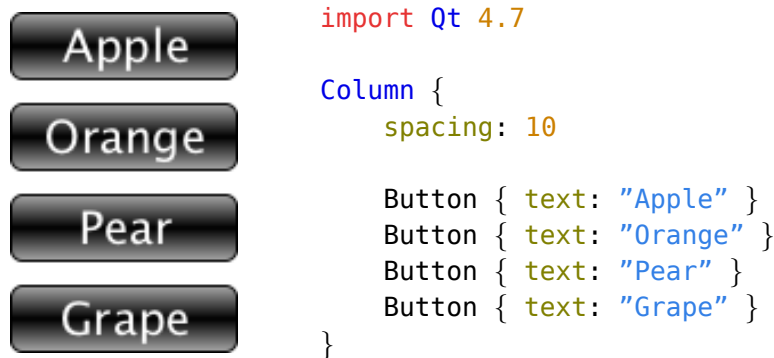 Apple
Orange
Pear
Grape
import Qt 4.7
Column {
    spacing: 10
    Button { text: ”Apple” }
    Button { text: ”Orange” }
    Button { text: ”Pear” }
    Button { text: ”Grape” }
}